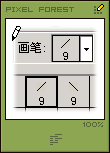 PIXEL FOREST
画笔: 9
9 9
100%